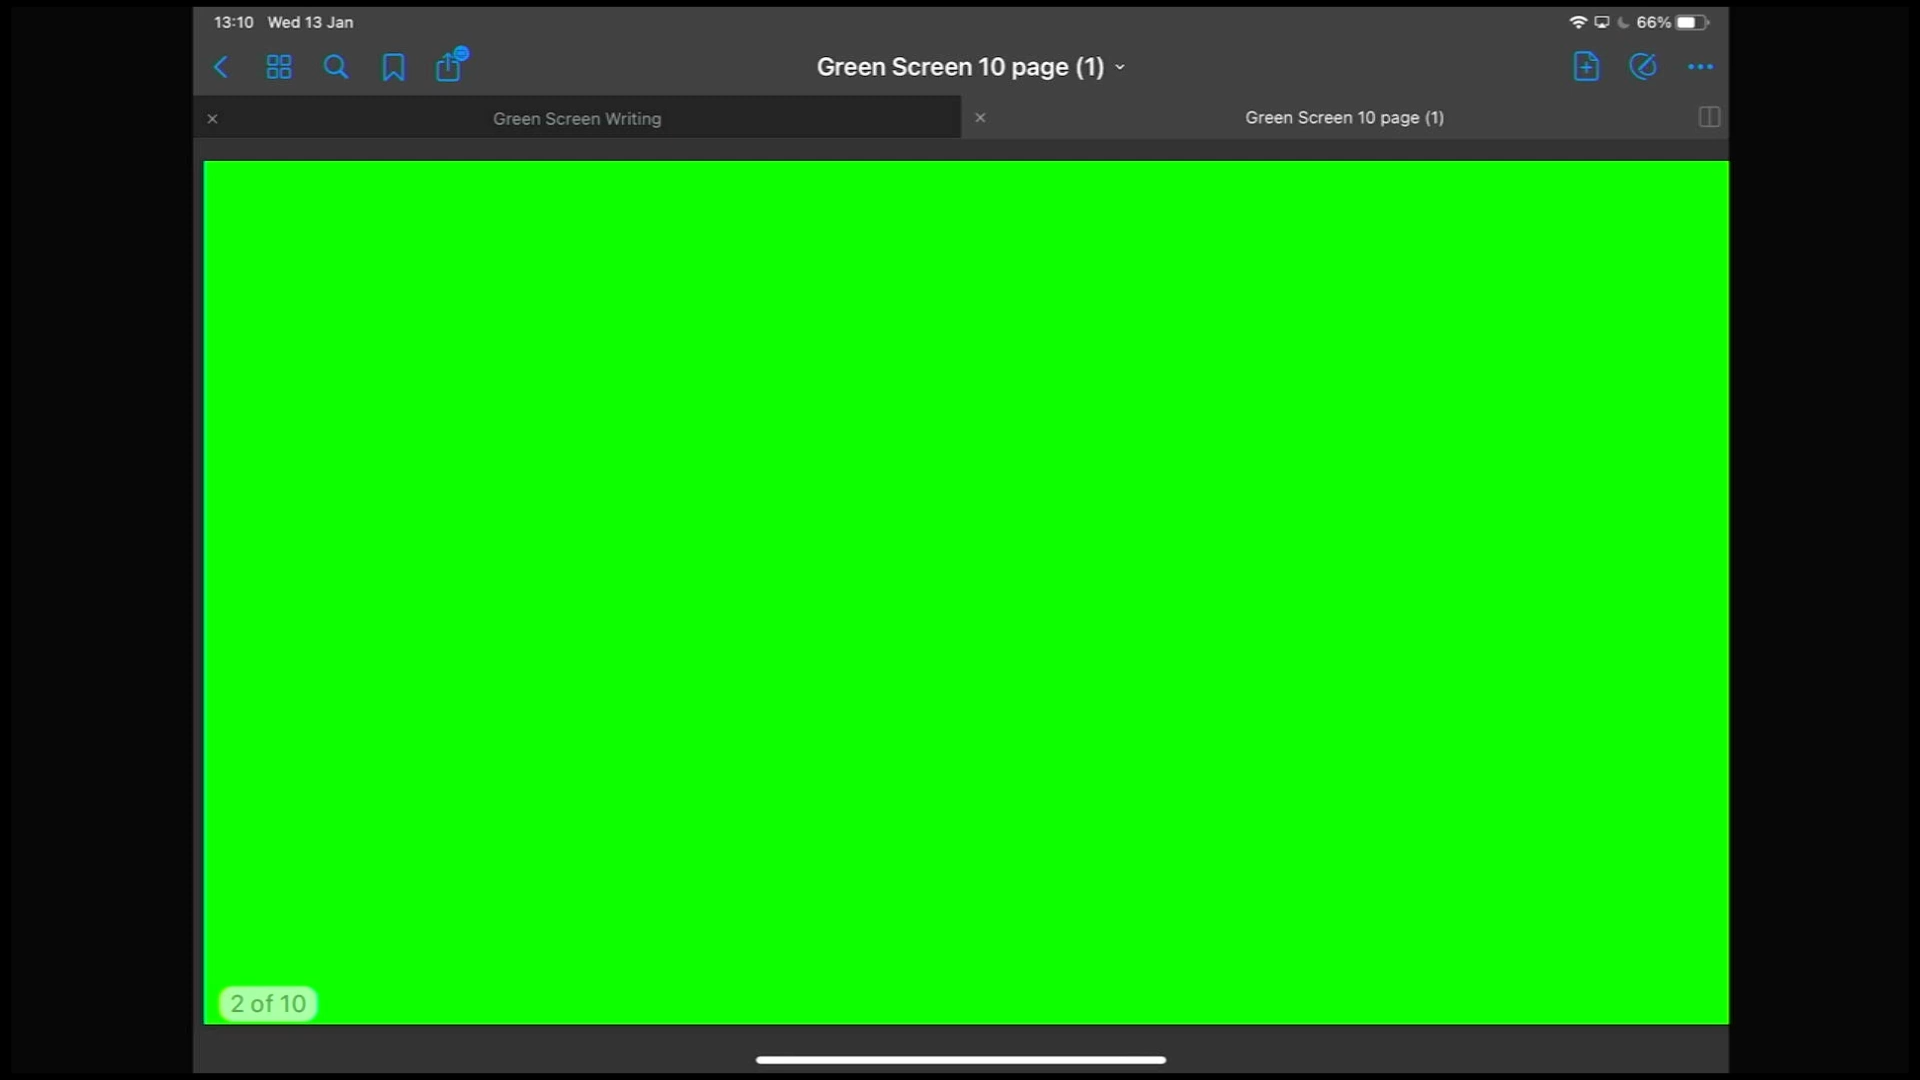 13:10 Wed 13 Jan
66%
Green Screen 10 page (1)
Green Screen Writing
Green Screen 10 page (1)
2 of 10